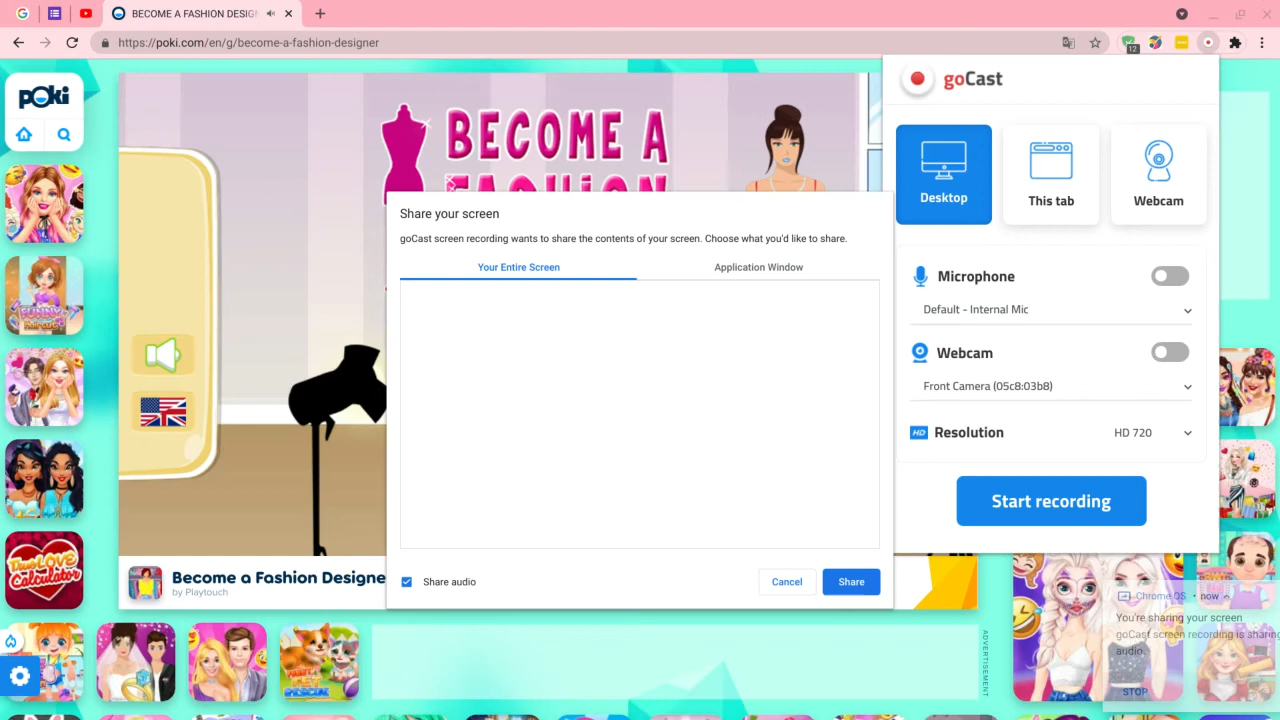 BECOME A FASHION DESIGN
https://poki.com/en/g/become-a-fashion-designer
12
poki
BECOME A
FASHION
goCast
Desktop
This tab
Webcam
Share your screen
goCast screen recording wants to share the contents of your screen. Choose what you'd like to share.
Your Entire Screen
Application Window
Microphone
Default - Internal Mic
Webcam
Front Camera (05c8:03b8)
HD
Resolution
HD 720
Start recording
Share audio
Cancel
Share
FUNNY
Haircut
True LOVE
Calculator
Become a Fashion Designe
by Playtouch
Chrome OS • now
You're sharing your screen
goCast screen recording is sharing
audio.
STOP
ADVERTISEMENT